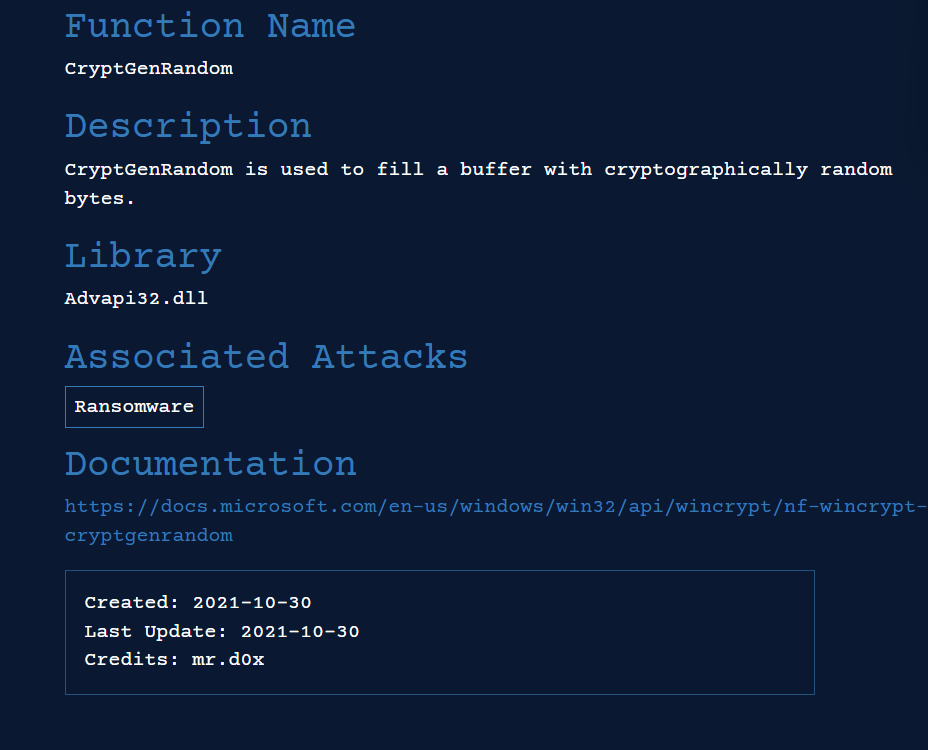 Function Name
CryptGenRandom
Description
CryptGenRandom is used to fill a buffer with cryptographically random
bytes.
Library
Advapi32.dll
Associated Attacks
Ransomware
Documentation
https://docs.microsoft.com/en-us/windows/win32/api/wincrypt/nf-wincrypt-
cryptgenrandom
Created: 2021-10-30
Last Update: 2021-10-30
Credits: mr.d0x